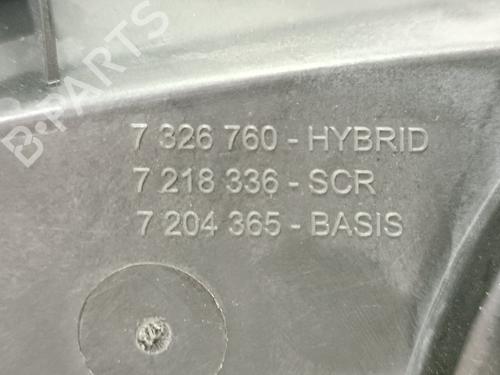 B-PARTS
7 326 760 - HYBRID
7 218 336 - SCR
7 204 365 - BASIS